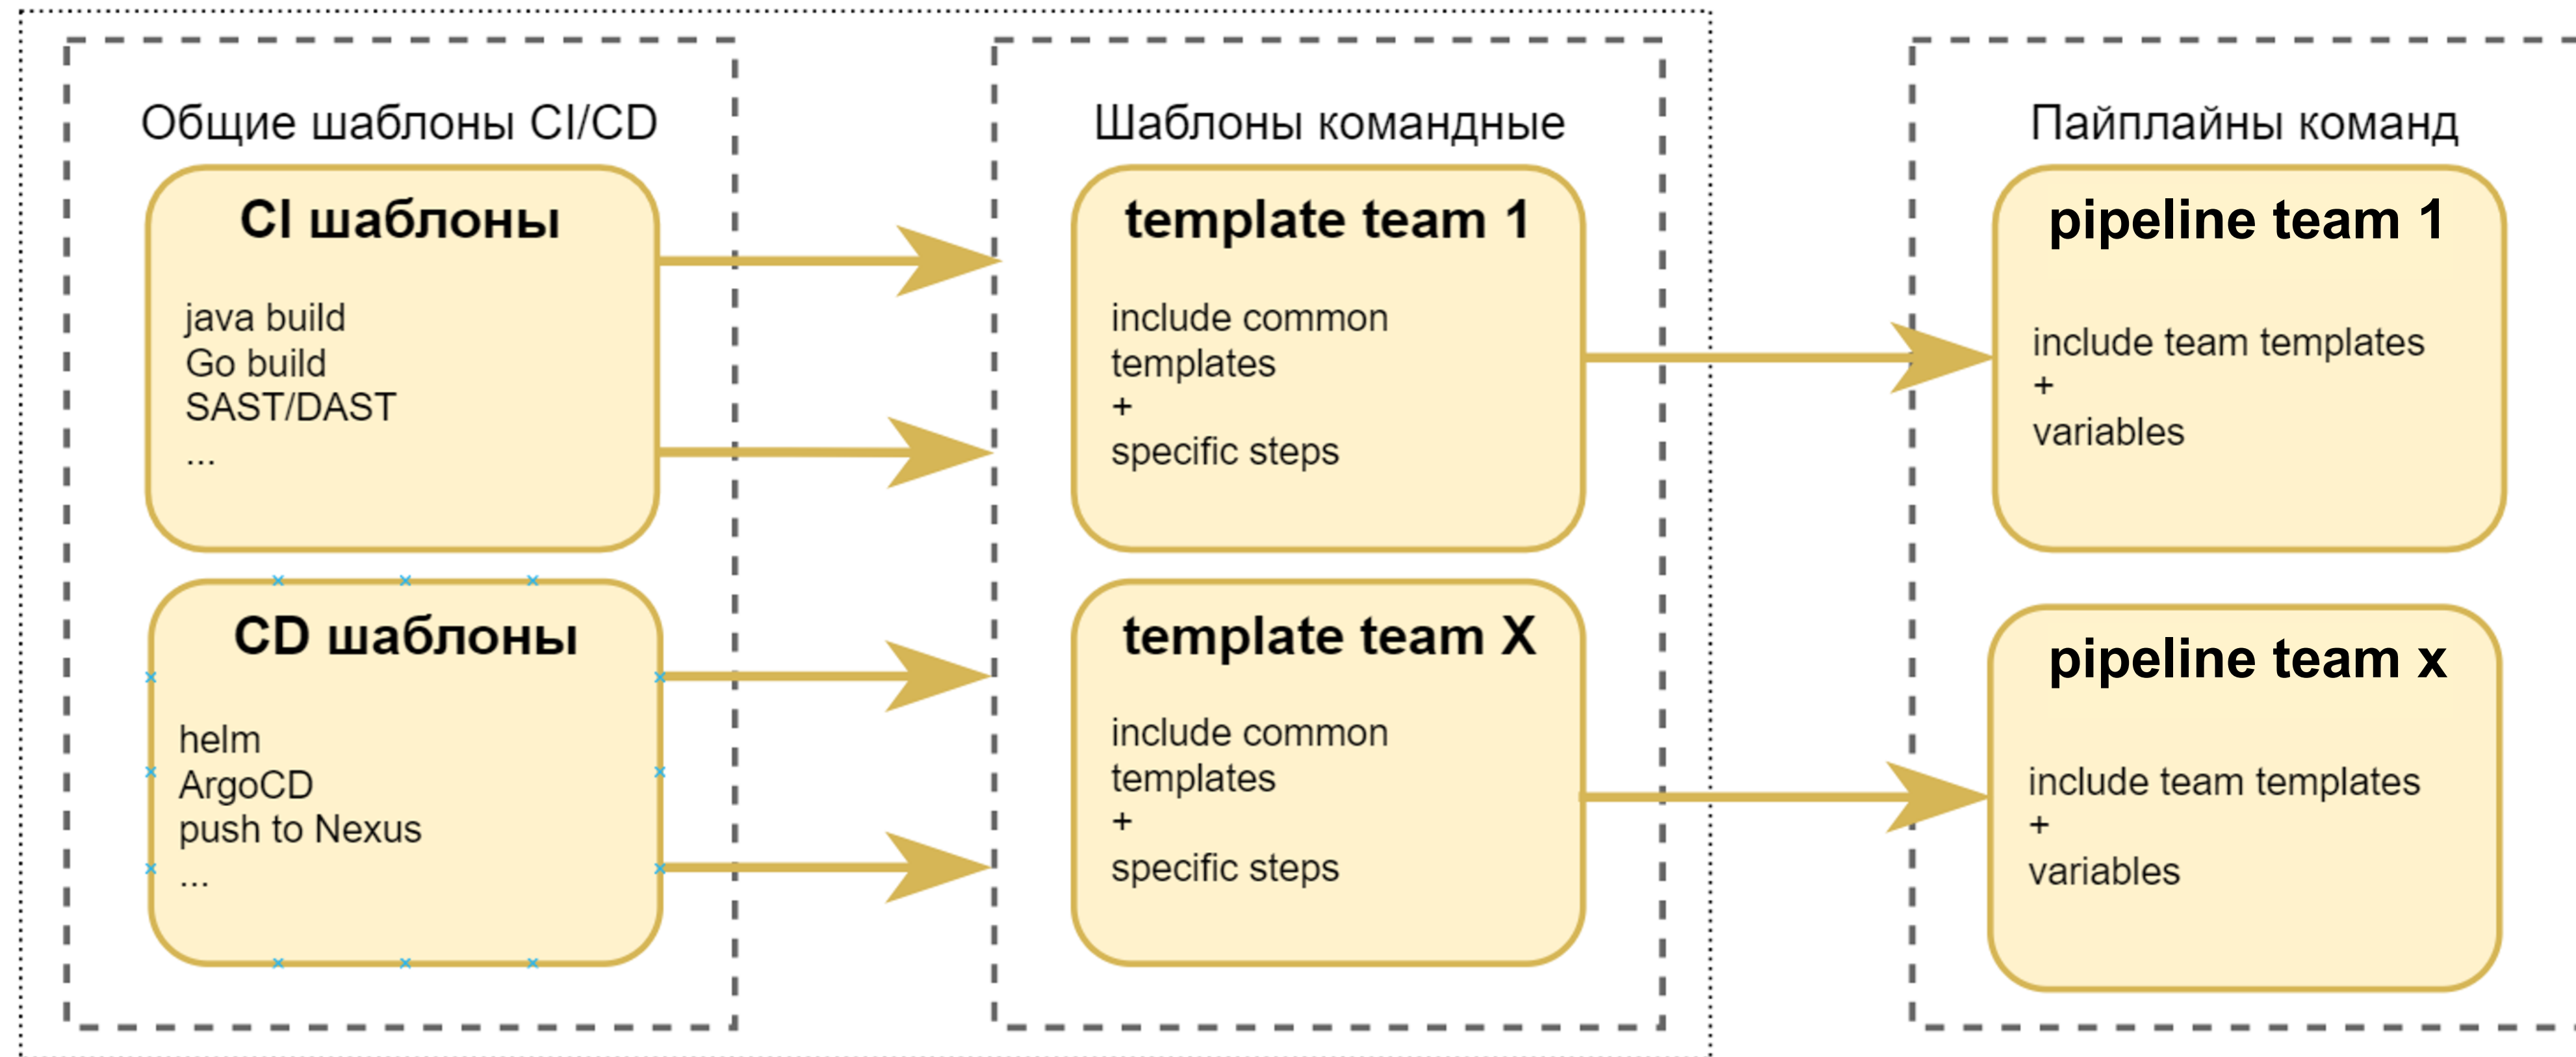 Общие шаблоны CI/CD
CI шаблоны
java build
Go build
SAST/DAST
...
CD шаблоны
helm
ArgoCD
push to Nexus
...
Шаблоны командные
template team 1
include common
templates
+
specific steps
template team X
include common
templates
+
specific steps
Пайплайны команд
pipeline team 1
include team templates
+
variables
pipeline team x
include team templates
+
variables